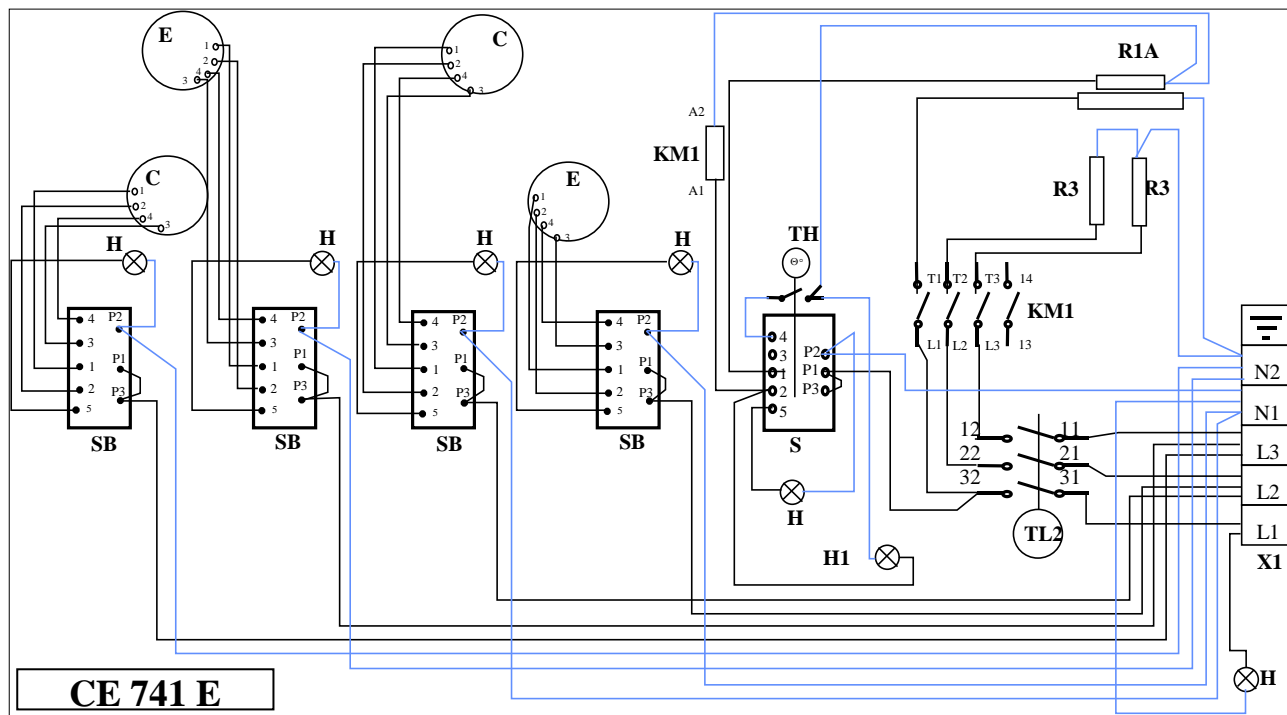 E
1
2
4
3
C
1
2
4
3
C
1
2
4
3
E
1
2
4
3
H
H
H
H
A2
KM1
A1
R1A
R3
R3
TH
Θ°
T1
T2
T3
14
KM1
L1
L2
L3
13
4
3
1
2
5
P2
P1
P3
SB
4
3
1
2
5
P2
P1
P3
SB
4
3
1
2
5
P2
P1
P3
SB
4
3
1
2
5
P2
P1
P3
SB
4
3
1
2
5
P2
P1
P3
S
H
H1
12
11
22
21
32
31
TL2
N2
N1
L3
L2
L1
X1
H
CE 741 E